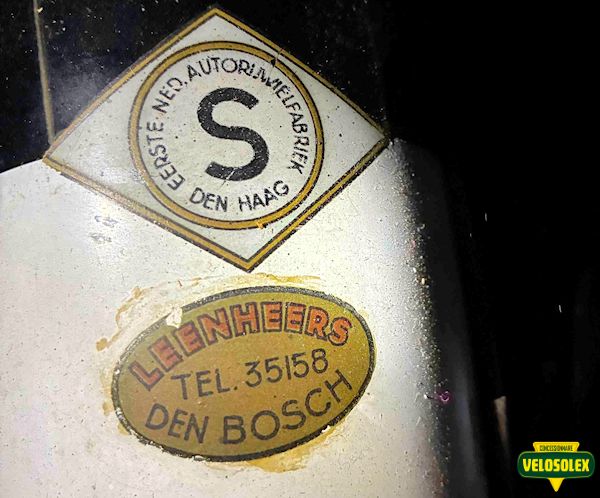 EERSTE NED. AUTORIJWIELFABRIEK
S
DEN HAAG
LEENHEERS
TEL. 35158
DEN BOSCH
CONCESSIONNAIRE
VELOSOLEX